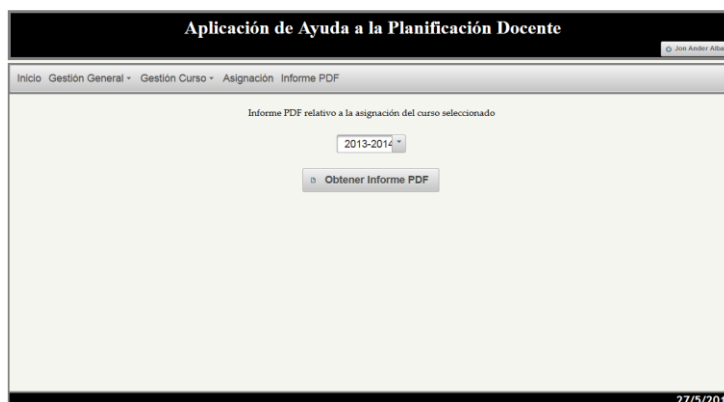 Aplicación de Ayuda a la Planificación Docente
Jon Ander
Inicio Gestión General Gestión Curso Asignación Informe PDF
Informe PDF relativo a la asignación del curso seleccionado
2013-2014
Obtener Informe PDF